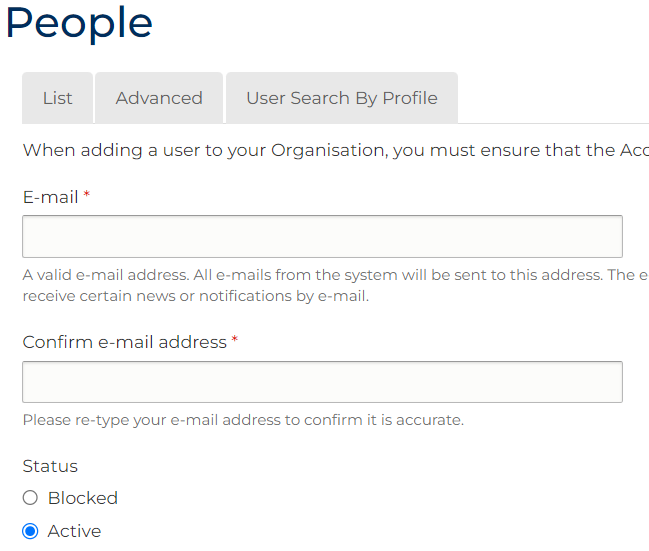 People
List
Advanced
User Search By Profile
When adding a user to your Organisation, you must ensure that the
E-mail *
A valid e-mail address. All e-mails from the system will be sent to this address. The
receive certain news or notifications by e-mail.
Confirm e-mail address *
Please re-type your e-mail address to confirm it is accurate.
Status
Blocked
Active